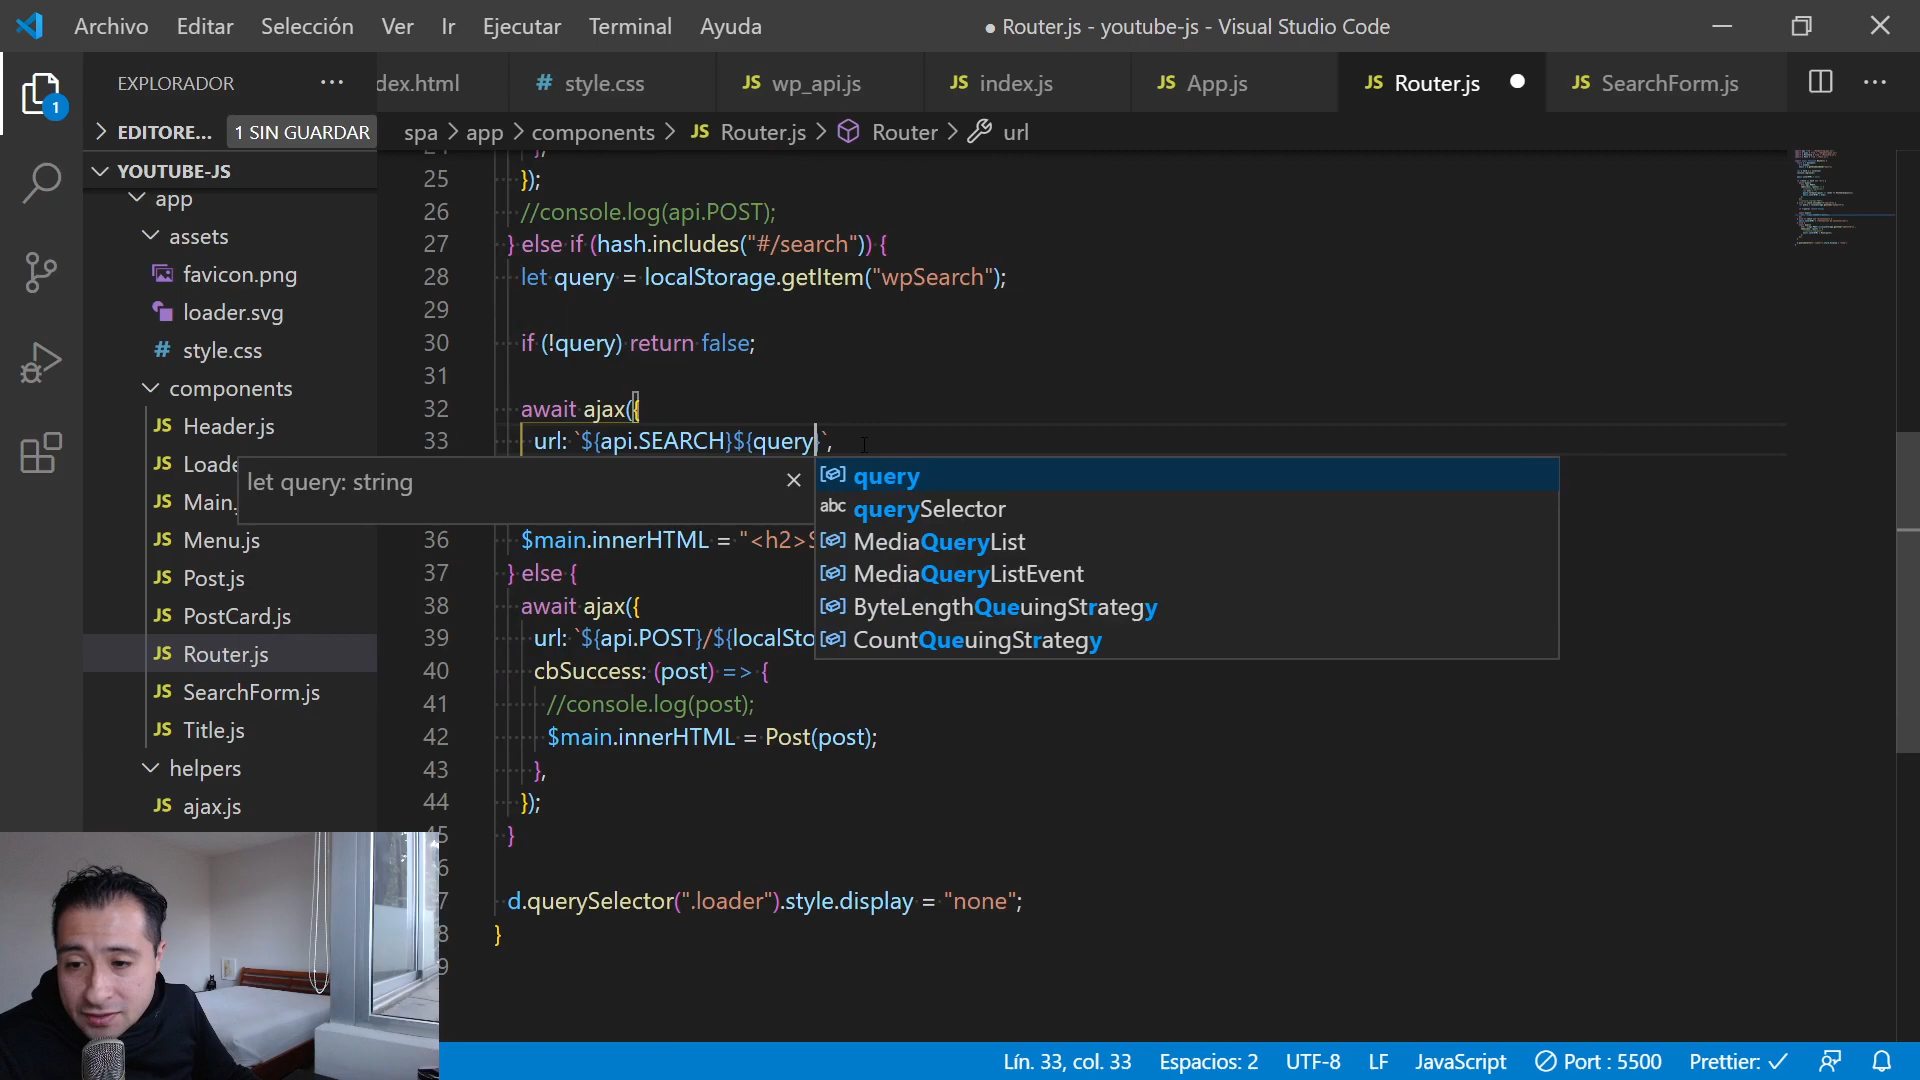 Archivo Editar Selección Ver Ir Ejecutar Terminal Ayuda
● Router.js - youtube-js - Visual Studio Code
EXPLORADOR
dex.html
# style.css
JS wp_api.js
JS index.js
JS App.js
JS Router.js
JS SearchForm.js
1
EDITORE... 1 SIN GUARDAR
spa > app > components > JS Router.js > Router > url
YOUTUBE-JS
app
assets
favicon.png
loader.svg
# style.css
components
JS Header.js
JS Loade
JS Main.
JS Menu.js
JS Post.js
JS PostCard.js
JS Router.js
JS SearchForm.js
JS Title.js
helpers
JS ajax.js
25 });
26 //console.log(api.POST);
27 } else if (hash.includes("#/search")) {
28 let query = localStorage.getItem("wpSearch");
29
30 if (!query) return false;
31
32 await ajax({
33 url: `${api.SEARCH}${query}`,
let query: string
query
querySelector
MediaQueryList
MediaQueryListEvent
ByteLengthQueuingStrategy
CountQueuingStrategy
36 $main.innerHTML = "<h2>S
37 } else {
38 await ajax({
39 url: `${api.POST}/${localSto
40 cbSuccess: (post) => {
41 //console.log(post);
42 $main.innerHTML = Post(post);
43 },
44 });
45 }
6
7 d.querySelector(".loader").style.display = "none";
8 }
9
Lín. 33, col. 33 Espacios: 2 UTF-8 LF JavaScript Port : 5500 Prettier: ✓